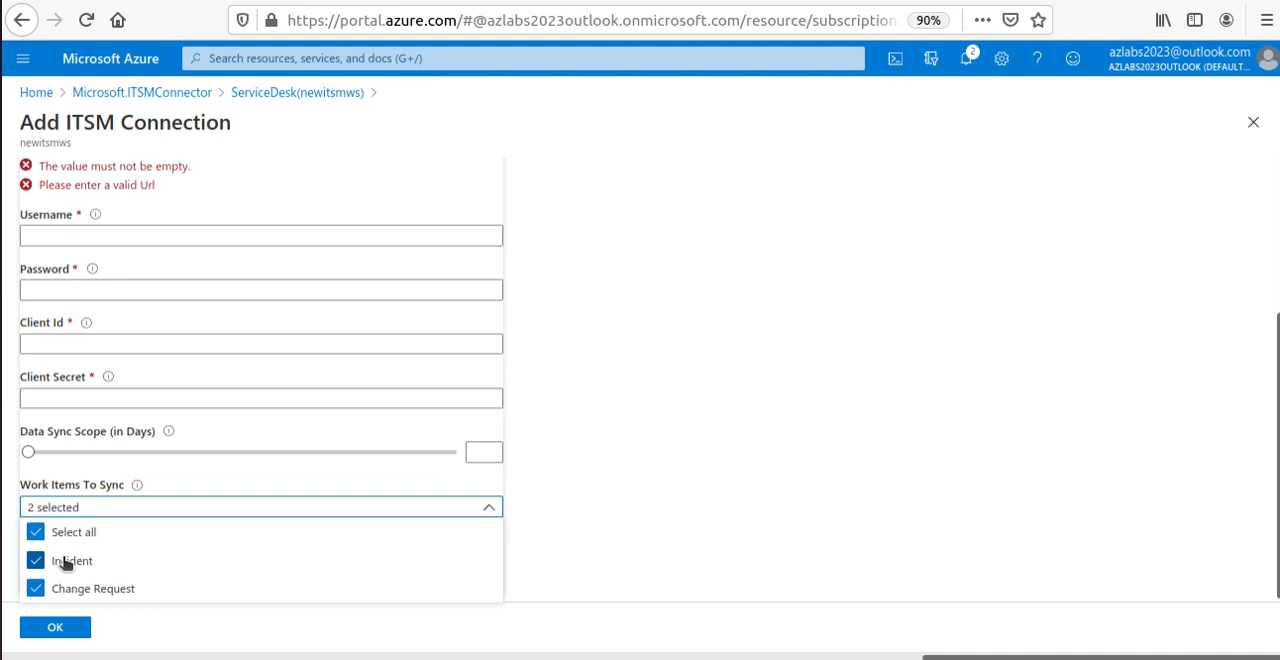 https://portal.azure.com/#@azlabs2023outlook.onmicrosoft.com/resource/subscription
90%
Microsoft Azure
Search resources, services, and docs (G+/)
2
azlabs2023@outlook.com
AZLABS2023OUTLOOK (DEFAULT...
Home > Microsoft.ITSMConnector > ServiceDesk(newitsmws) >
Add ITSM Connection
newitsmws
The value must not be empty.
Please enter a valid Url
Username *
Password *
Client Id *
Client Secret *
Data Sync Scope (in Days)
Work Items To Sync
2 selected
Select all
Incident
Change Request
OK